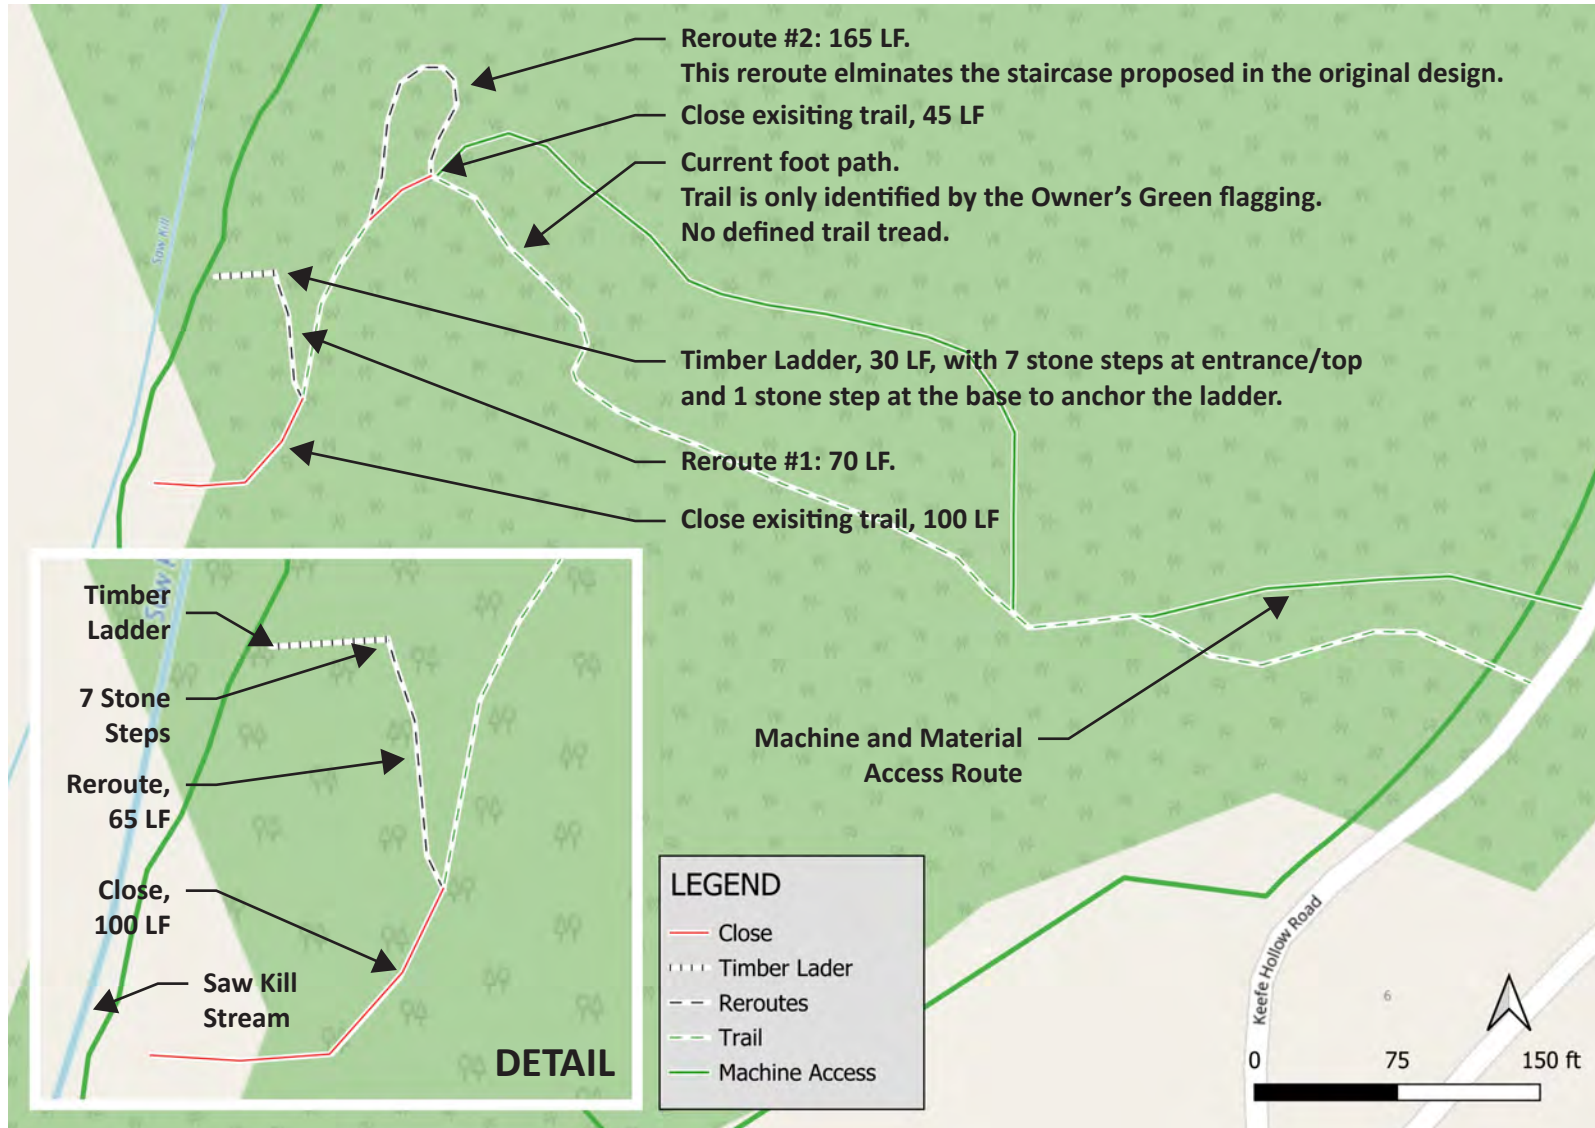 Reroute #2: 165 LF.
This reroute elminates the staircase proposed in the original design.
Close exisiting trail, 45 LF
Current foot path.
Trail is only identified by the Owner's Green flagging.
No defined trail tread.
Saw Kill
Timber Ladder, 30 LF, with 7 stone steps at entrance/top
and 1 stone step at the base to anchor the ladder.
Reroute #1: 70 LF.
Close exisiting trail, 100 LF
Machine and Material
Access Route
Timber
Ladder
7 Stone
Steps
Reroute,
65 LF
Close,
100 LF
Saw Kill
Stream
DETAIL
LEGEND
Close
Timber Lader
Reroutes
Trail
Machine Access
Keefe Hollow Road
6
0 75 150 ft